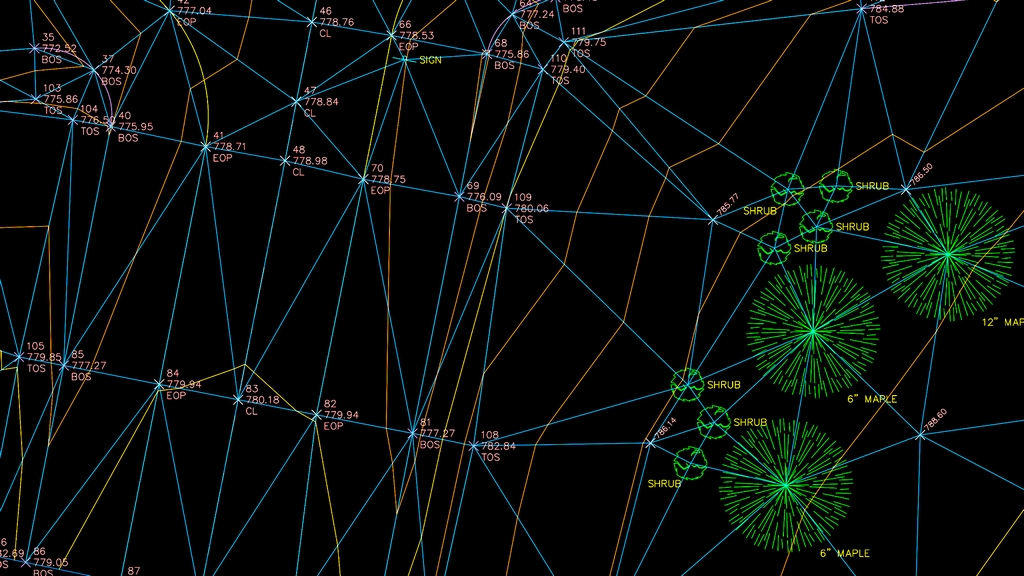 777.04
EOP
46
778.76
CL
66
778.53
EOP
SIGN
777.24
BOS
BOS
68
775.86
BOS
111
779.75
TOS
110
779.40
TOS
784.88
TOS
35
772.52
BOS
37
774.30
BOS
103
775.86
TOS
104
776.50
TOS
40
775.95
BOS
47
778.84
CL
41
778.71
EOP
48
778.98
CL
70
778.75
EOP
69
776.09
BOS
109
780.06
TOS
785.77
786.50
SHRUB
SHRUB
SHRUB
SHRUB
12" MAP
105
779.85
TOS
85
777.27
BOS
84
779.94
EOP
83
780.18
CL
82
779.94
EOP
81
777.27
BOS
108
782.84
TOS
SHRUB
6" MAPLE
SHRUB
786.14
788.60
SHRUB
6" MAPLE
86
779.05
BOS
87